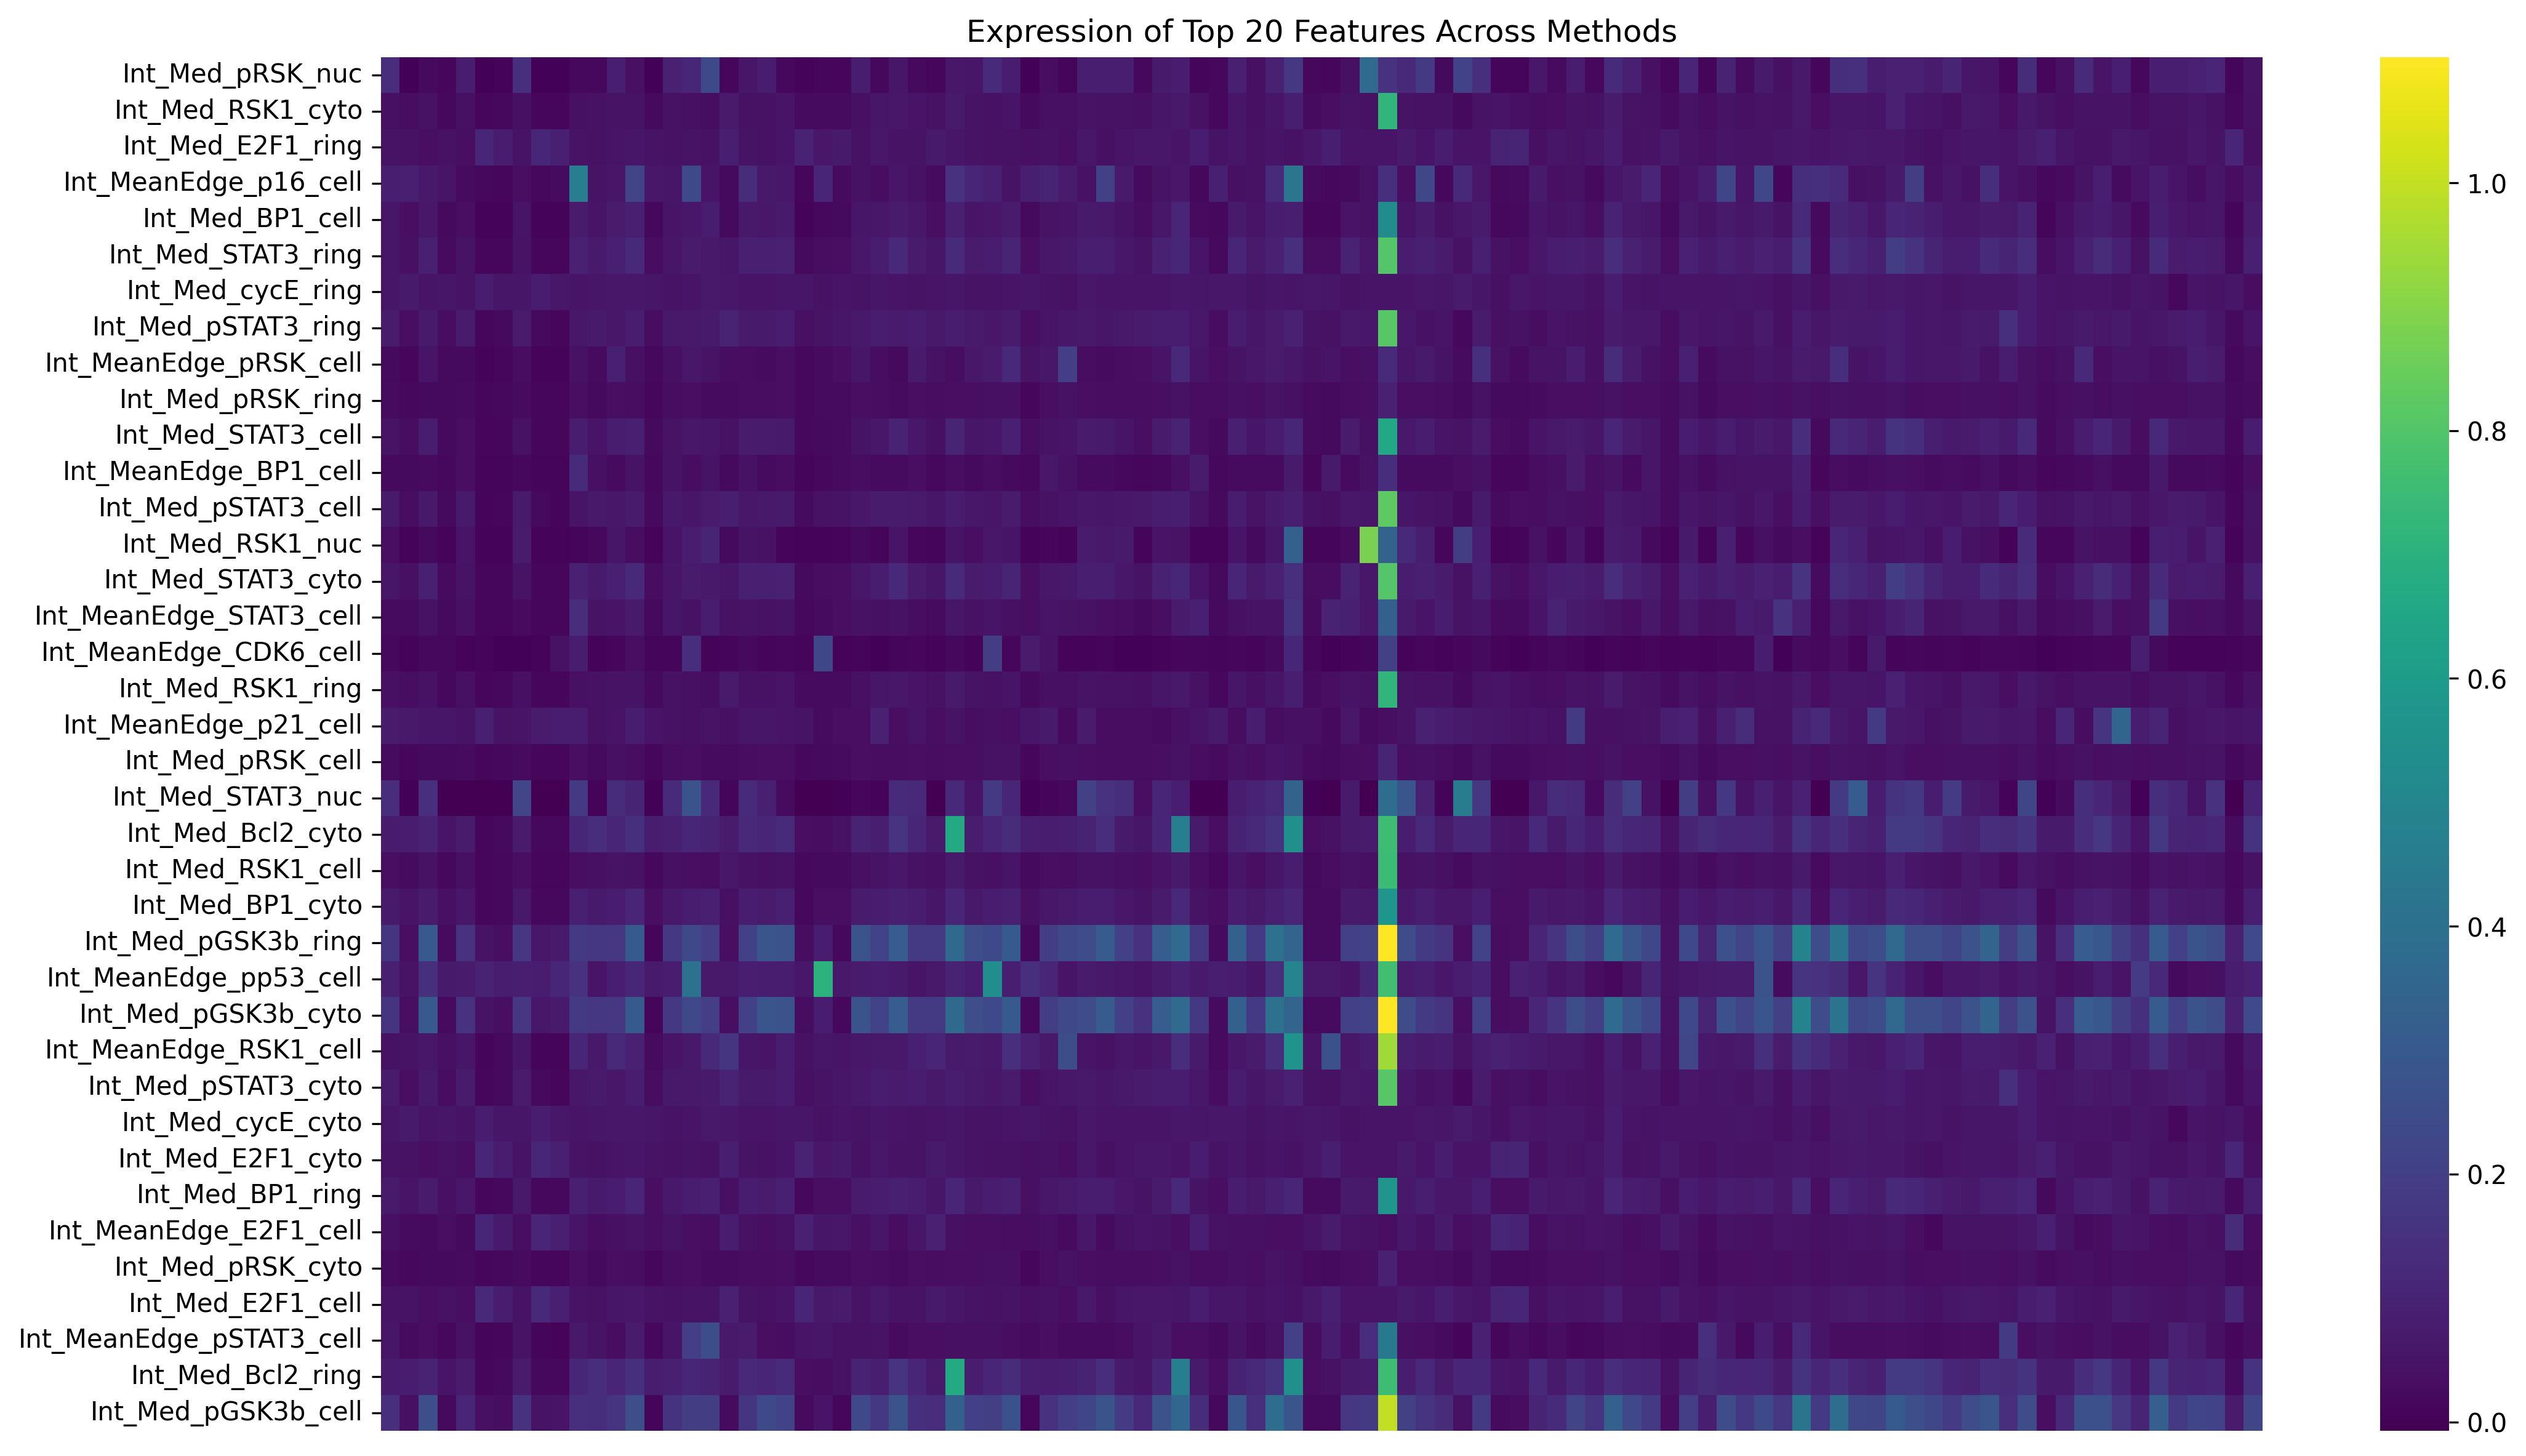 Expression of Top 20 Features Across Methods
Int_Med_pRSK_nuc
Int_Med_RSK1_cyto
Int_Med_E2F1_ring
Int_MeanEdge_p16_cell
Int_Med_BP1_cell
Int_Med_STAT3_ring
Int_Med_cycE_ring
Int_Med_pSTAT3_ring
Int_MeanEdge_pRSK_cell
Int_Med_pRSK_ring
Int_Med_STAT3_cell
Int_MeanEdge_BP1_cell
Int_Med_pSTAT3_cell
Int_Med_RSK1_nuc
Int_Med_STAT3_cyto
Int_MeanEdge_STAT3_cell
Int_MeanEdge_CDK6_cell
Int_Med_RSK1_ring
Int_MeanEdge_p21_cell
Int_Med_pRSK_cell
Int_Med_STAT3_nuc
Int_Med_Bcl2_cyto
Int_Med_RSK1_cell
Int_Med_BP1_cyto
Int_Med_pGSK3b_ring
Int_MeanEdge_pp53_cell
Int_Med_pGSK3b_cyto
Int_MeanEdge_RSK1_cell
Int_Med_pSTAT3_cyto
Int_Med_cycE_cyto
Int_Med_E2F1_cyto
Int_Med_BP1_ring
Int_MeanEdge_E2F1_cell
Int_Med_pRSK_cyto
Int_Med_E2F1_cell
Int_MeanEdge_pSTAT3_cell
Int_Med_Bcl2_ring
Int_Med_pGSK3b_cell
1.0
0.8
0.6
0.4
0.2
0.0